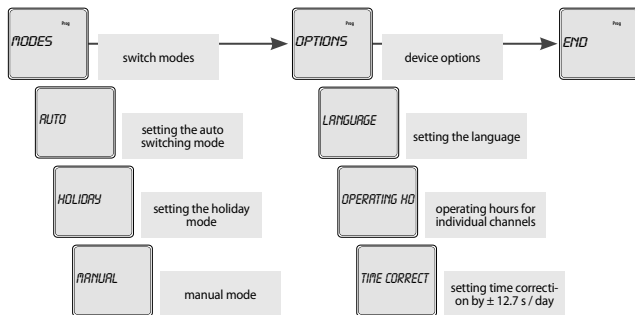 Prog
MODES
switch modes
Prog
OPTIONS
device options
Prog
END
AUTO
setting the auto
switching mode
LANGUAGE
setting the language
HOLIDAY
setting the holiday
mode
OPERATING HO
operating hours for
individual channels
MANUAL
manual mode
TIME CORRECT
setting time correcti-
on by ± 12.7 s / day